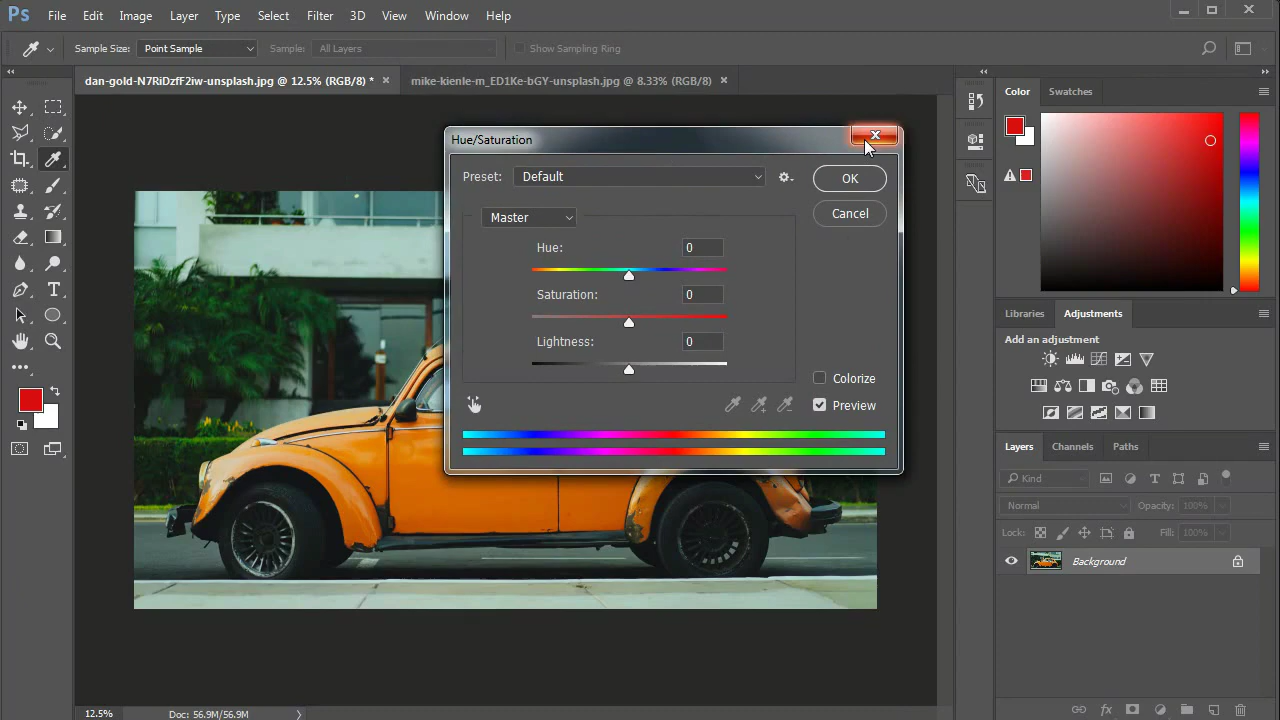 Ps File Edit Image Layer Type Select Filter 3D View Window Help
Sample Size: Point Sample Sample: All Layers Show Sampling Ring
dan-gold-N7RiDzfF2iw-unsplash.jpg @ 12.5% (RGB/8) * mike-kienle-m_ED1Ke-bGY-unsplash.jpg @ 8.33% (RGB/8)
Color Swatches
Hue/Saturation
Preset: Default OK
Master Cancel
Hue: 0
Saturation: 0
Lightness: 0
Colorize
Preview
Libraries Adjustments
Add an adjustment
Layers Channels Paths
Kind
Normal Opacity: 100%
Lock: Fill: 100%
Background
12.5% Doc: 56.9M/56.9M